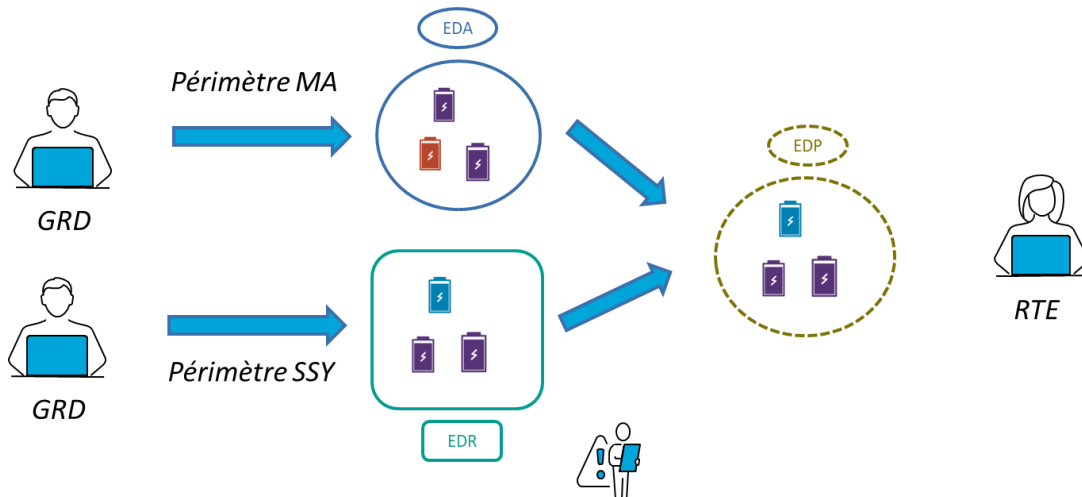 EDA
Périmètre MA
GRD
EDP
RTE
Périmètre SSY
GRD
EDR